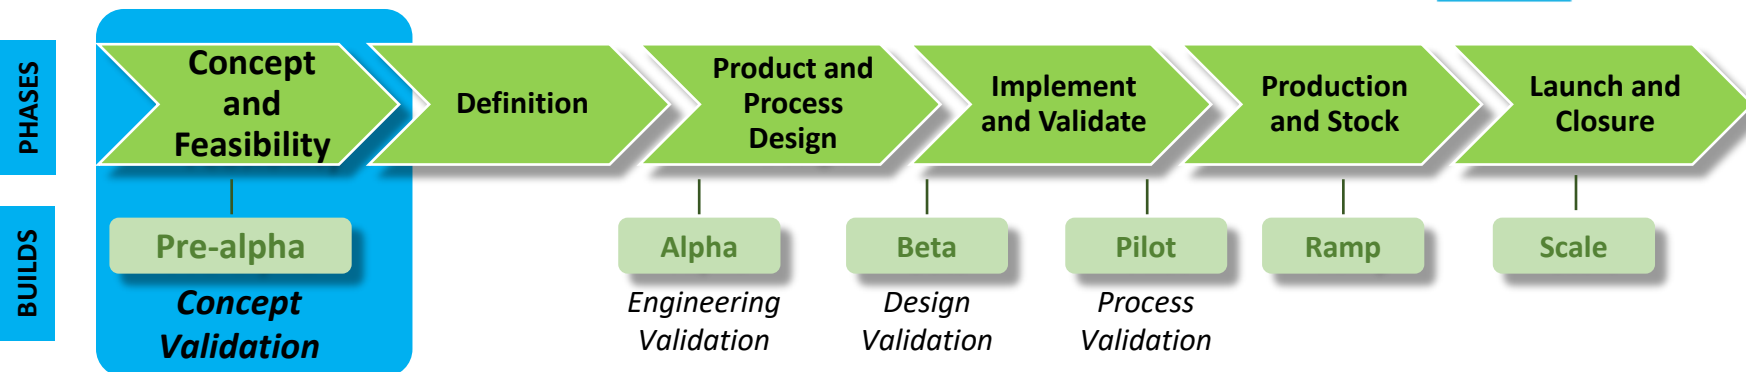 PHASES
Concept
and
Feasibility
Definition
Product and
Process
Design
Implement
and Validate
Production
and Stock
Launch and
Closure
BUILDS
Pre-alpha
Concept
Validation
Alpha
Engineering
Validation
Beta
Design
Validation
Pilot
Process
Validation
Ramp
Scale